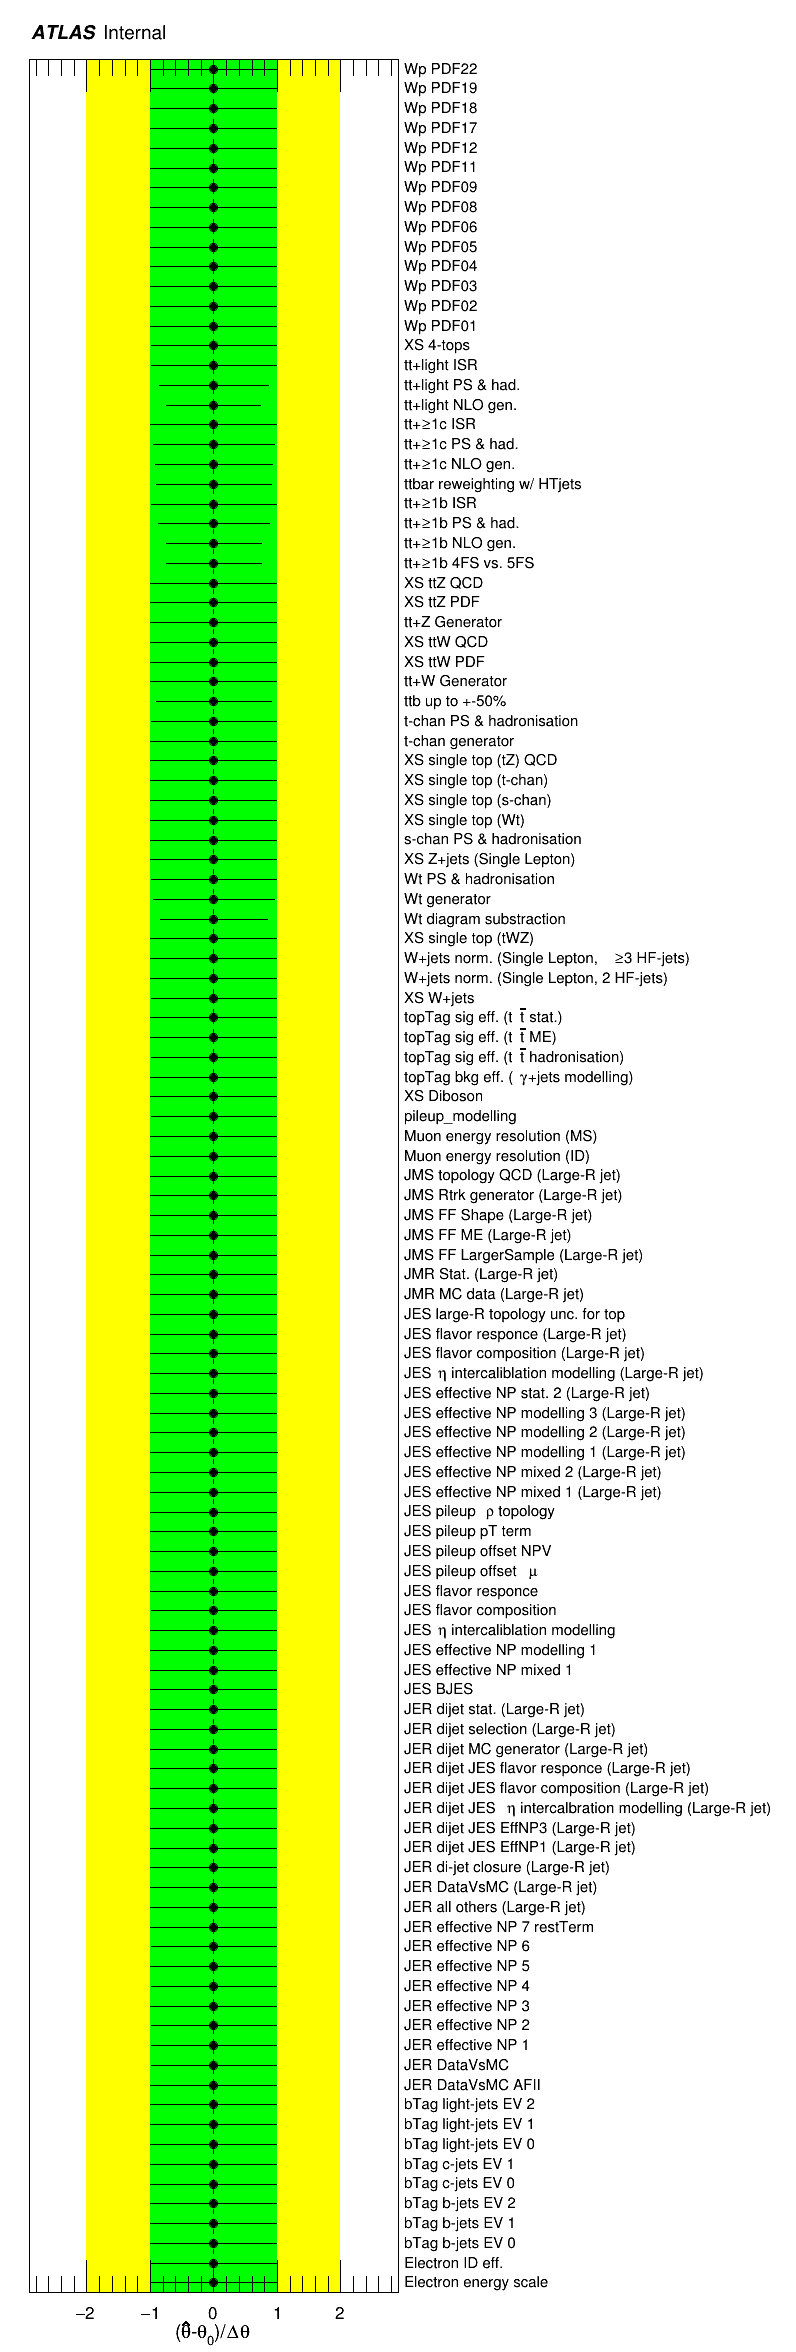 ATLAS Internal
Wp PDF22
Wp PDF19
Wp PDF18
Wp PDF17
Wp PDF12
Wp PDF11
Wp PDF09
Wp PDF08
Wp PDF06
Wp PDF05
Wp PDF04
Wp PDF03
Wp PDF02
Wp PDF01
XS 4-tops
tt+light ISR
tt+light PS & had.
tt+light NLO gen.
tt+≥1c ISR
tt+≥1c PS & had.
tt+≥1c NLO gen.
ttbar reweighting w/ HTjets
tt+≥1b ISR
tt+≥1b PS & had.
tt+≥1b NLO gen.
tt+≥1b 4FS vs. 5FS
XS ttZ QCD
XS ttZ PDF
tt+Z Generator
XS ttW QCD
XS ttW PDF
tt+W Generator
ttb up to +-50%
t-chan PS & hadronisation
t-chan generator
XS single top (tZ) QCD
XS single top (t-chan)
XS single top (s-chan)
XS single top (Wt)
s-chan PS & hadronisation
XS Z+jets (Single Lepton)
Wt PS & hadronisation
Wt generator
Wt diagram substraction
XS single top (tWZ)
W+jets norm. (Single Lepton, ≥3 HF-jets)
W+jets norm. (Single Lepton, 2 HF-jets)
XS W+jets
topTag sig eff. (t t̄ stat.)
topTag sig eff. (t t̄ ME)
topTag sig eff. (t t̄ hadronisation)
topTag bkg eff. ( γ+jets modelling)
XS Diboson
pileup_modelling
Muon energy resolution (MS)
Muon energy resolution (ID)
JMS topology QCD (Large-R jet)
JMS Rtrk generator (Large-R jet)
JMS FF Shape (Large-R jet)
JMS FF ME (Large-R jet)
JMS FF LargerSample (Large-R jet)
JMR Stat. (Large-R jet)
JMR MC data (Large-R jet)
JES large-R topology unc. for top
JES flavor responce (Large-R jet)
JES flavor composition (Large-R jet)
JES η intercaliblation modelling (Large-R jet)
JES effective NP stat. 2 (Large-R jet)
JES effective NP modelling 3 (Large-R jet)
JES effective NP modelling 2 (Large-R jet)
JES effective NP modelling 1 (Large-R jet)
JES effective NP mixed 2 (Large-R jet)
JES effective NP mixed 1 (Large-R jet)
JES pileup ρ topology
JES pileup pT term
JES pileup offset NPV
JES pileup offset μ
JES flavor responce
JES flavor composition
JES η intercaliblation modelling
JES effective NP modelling 1
JES effective NP mixed 1
JES BJES
JER dijet stat. (Large-R jet)
JER dijet selection (Large-R jet)
JER dijet MC generator (Large-R jet)
JER dijet JES flavor responce (Large-R jet)
JER dijet JES flavor composition (Large-R jet)
JER dijet JES η intercalbration modelling (Large-R jet)
JER dijet JES EffNP3 (Large-R jet)
JER dijet JES EffNP1 (Large-R jet)
JER di-jet closure (Large-R jet)
JER DataVsMC (Large-R jet)
JER all others (Large-R jet)
JER effective NP 7 restTerm
JER effective NP 6
JER effective NP 5
JER effective NP 4
JER effective NP 3
JER effective NP 2
JER effective NP 1
JER DataVsMC
JER DataVsMC AFII
bTag light-jets EV 2
bTag light-jets EV 1
bTag light-jets EV 0
bTag c-jets EV 1
bTag c-jets EV 0
bTag b-jets EV 2
bTag b-jets EV 1
bTag b-jets EV 0
Electron ID eff.
Electron energy scale
−2 −1 0 1 2
(θ̂-θ₀)/Δθ